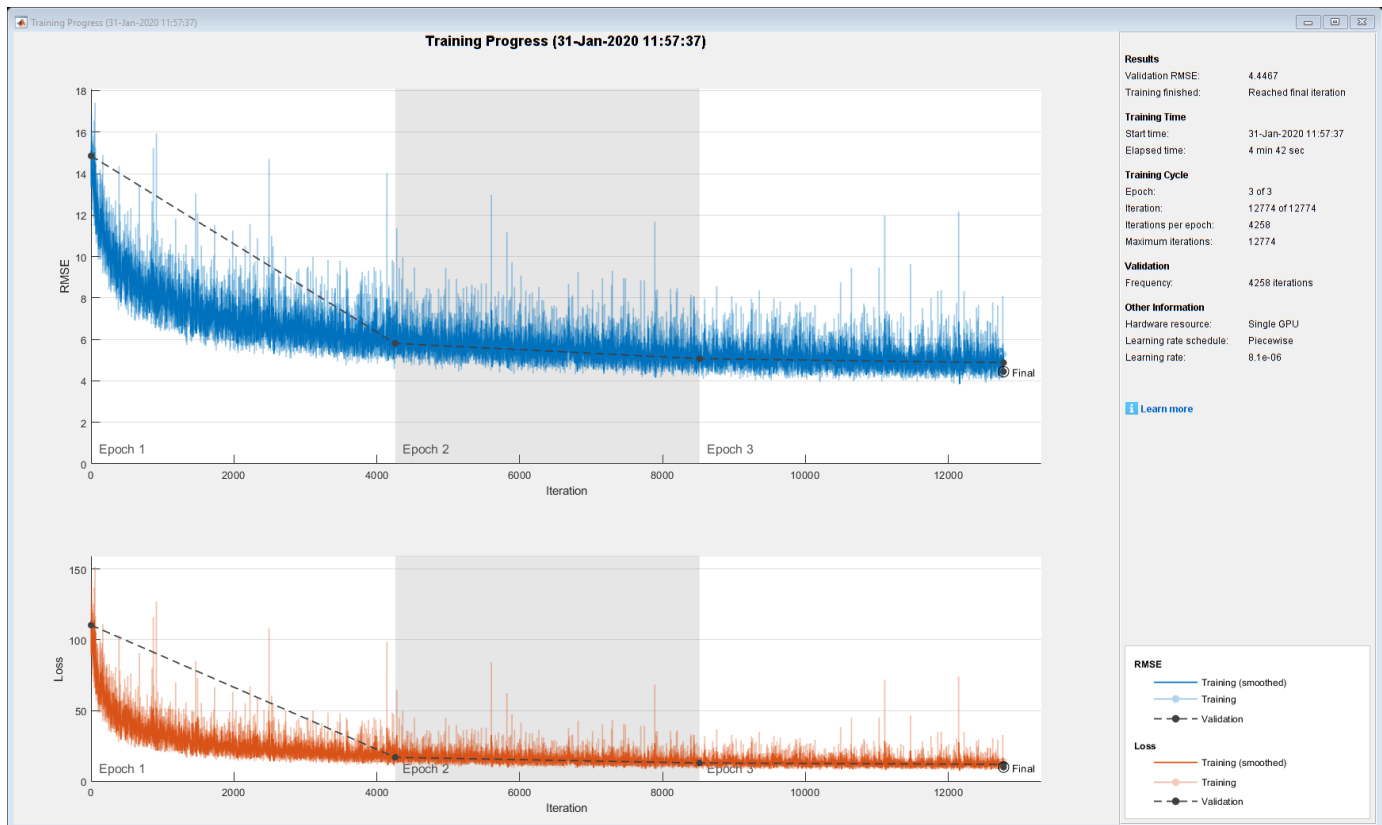 Training Progress (31-Jan-2020 11:57:37)
Training Progress (31-Jan-2020 11:57:37)
18
16
14
12
10
8
6
4
2
0
RMSE
Epoch 1
Epoch 2
Epoch 3
Final
0
2000
4000
6000
8000
10000
12000
Iteration
150
100
50
0
Loss
Epoch 1
Epoch 2
Epoch 3
Final
0
2000
4000
6000
8000
10000
12000
Iteration
Results
Validation RMSE: 4.4467
Training finished: Reached final iteration
Training Time
Start time: 31-Jan-2020 11:57:37
Elapsed time: 4 min 42 sec
Training Cycle
Epoch: 3 of 3
Iteration: 12774 of 12774
Iterations per epoch: 4258
Maximum iterations: 12774
Validation
Frequency: 4258 iterations
Other Information
Hardware resource: Single GPU
Learning rate schedule: Piecewise
Learning rate: 8.1e-06
i Learn more
RMSE
Training (smoothed)
Training
Validation
Loss
Training (smoothed)
Training
Validation